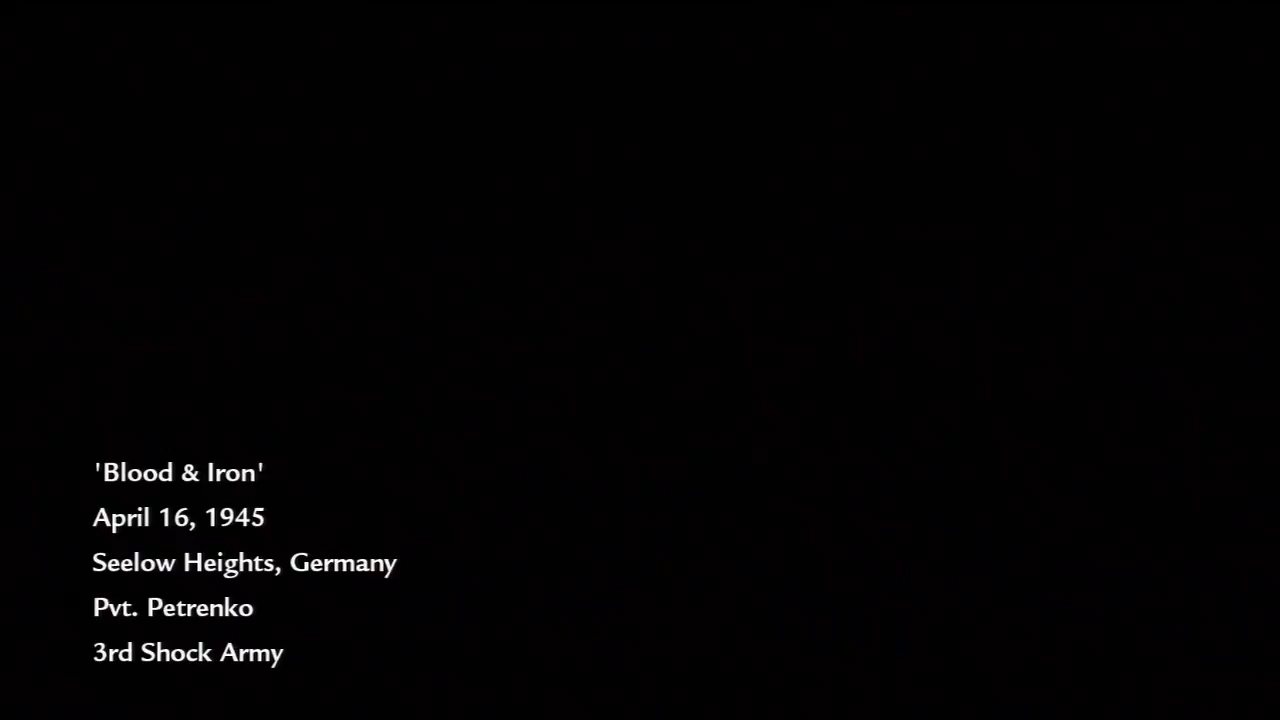 'Blood & Iron'
April 16, 1945
Seelow Heights, Germany
Pvt. Petrenko
3rd Shock Army